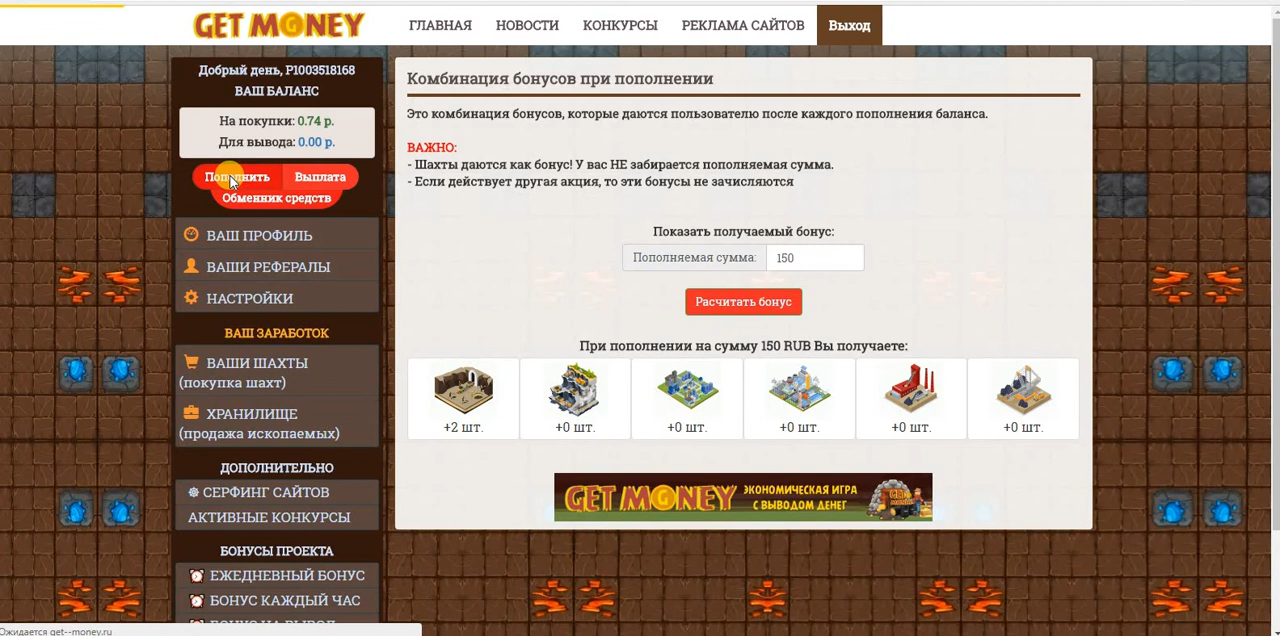 GET MONEY
ГЛАВНАЯ НОВОСТИ КОНКУРСЫ РЕКЛАМА САЙТОВ Выход
Добрый день, P1003518168
ВАШ БАЛАНС
На покупки: 0.74 р.
Для вывода: 0.00 р.
Пополнить Выплата
Обменник средств
ВАШ ПРОФИЛЬ
ВАШИ РЕФЕРАЛЫ
НАСТРОЙКИ
ВАШ ЗАРАБОТОК
ВАШИ ШАХТЫ
(покупка шахт)
ХРАНИЛИЩЕ
(продажа ископаемых)
ДОПОЛНИТЕЛЬНО
СЕРФИНГ САЙТОВ
АКТИВНЫЕ КОНКУРСЫ
БОНУСЫ ПРОЕКТА
ЕЖЕДНЕВНЫЙ БОНУС
БОНУС КАЖДЫЙ ЧАС
БОНУС НА ВЫВОД
Комбинация бонусов при пополнении
Это комбинация бонусов, которые даются пользователю после каждого пополнения баланса.
ВАЖНО:
- Шахты даются как бонус! У вас НЕ забирается пополняемая сумма.
- Если действует другая акция, то эти бонусы не зачисляются
Показать получаемый бонус:
Пополняемая сумма: 150
Расчитать бонус
При пополнении на сумму 150 RUB Вы получаете:
+2 шт. +0 шт. +0 шт. +0 шт. +0 шт. +0 шт.
GET MONEY ЭКОНОМИЧЕСКАЯ ИГРА
С ВЫВОДОМ ДЕНЕГ
Ожидается get--money.ru